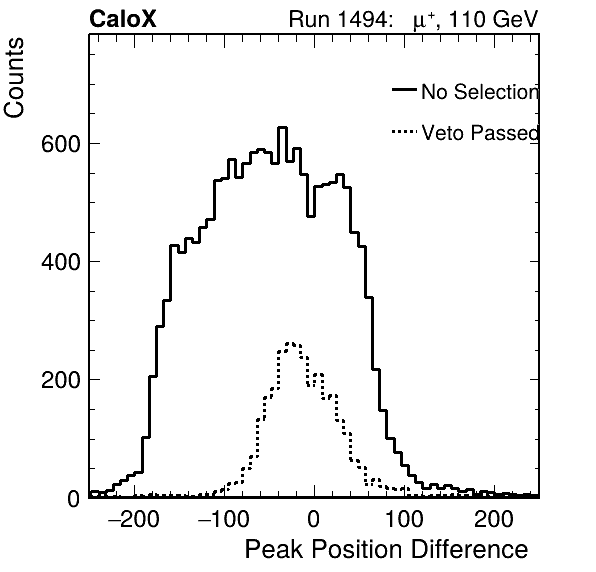 CaloX Run 1494: μ⁺, 110 GeV
Counts
No Selection
Veto Passed
600
400
200
0
−200 −100 0 100 200
Peak Position Difference